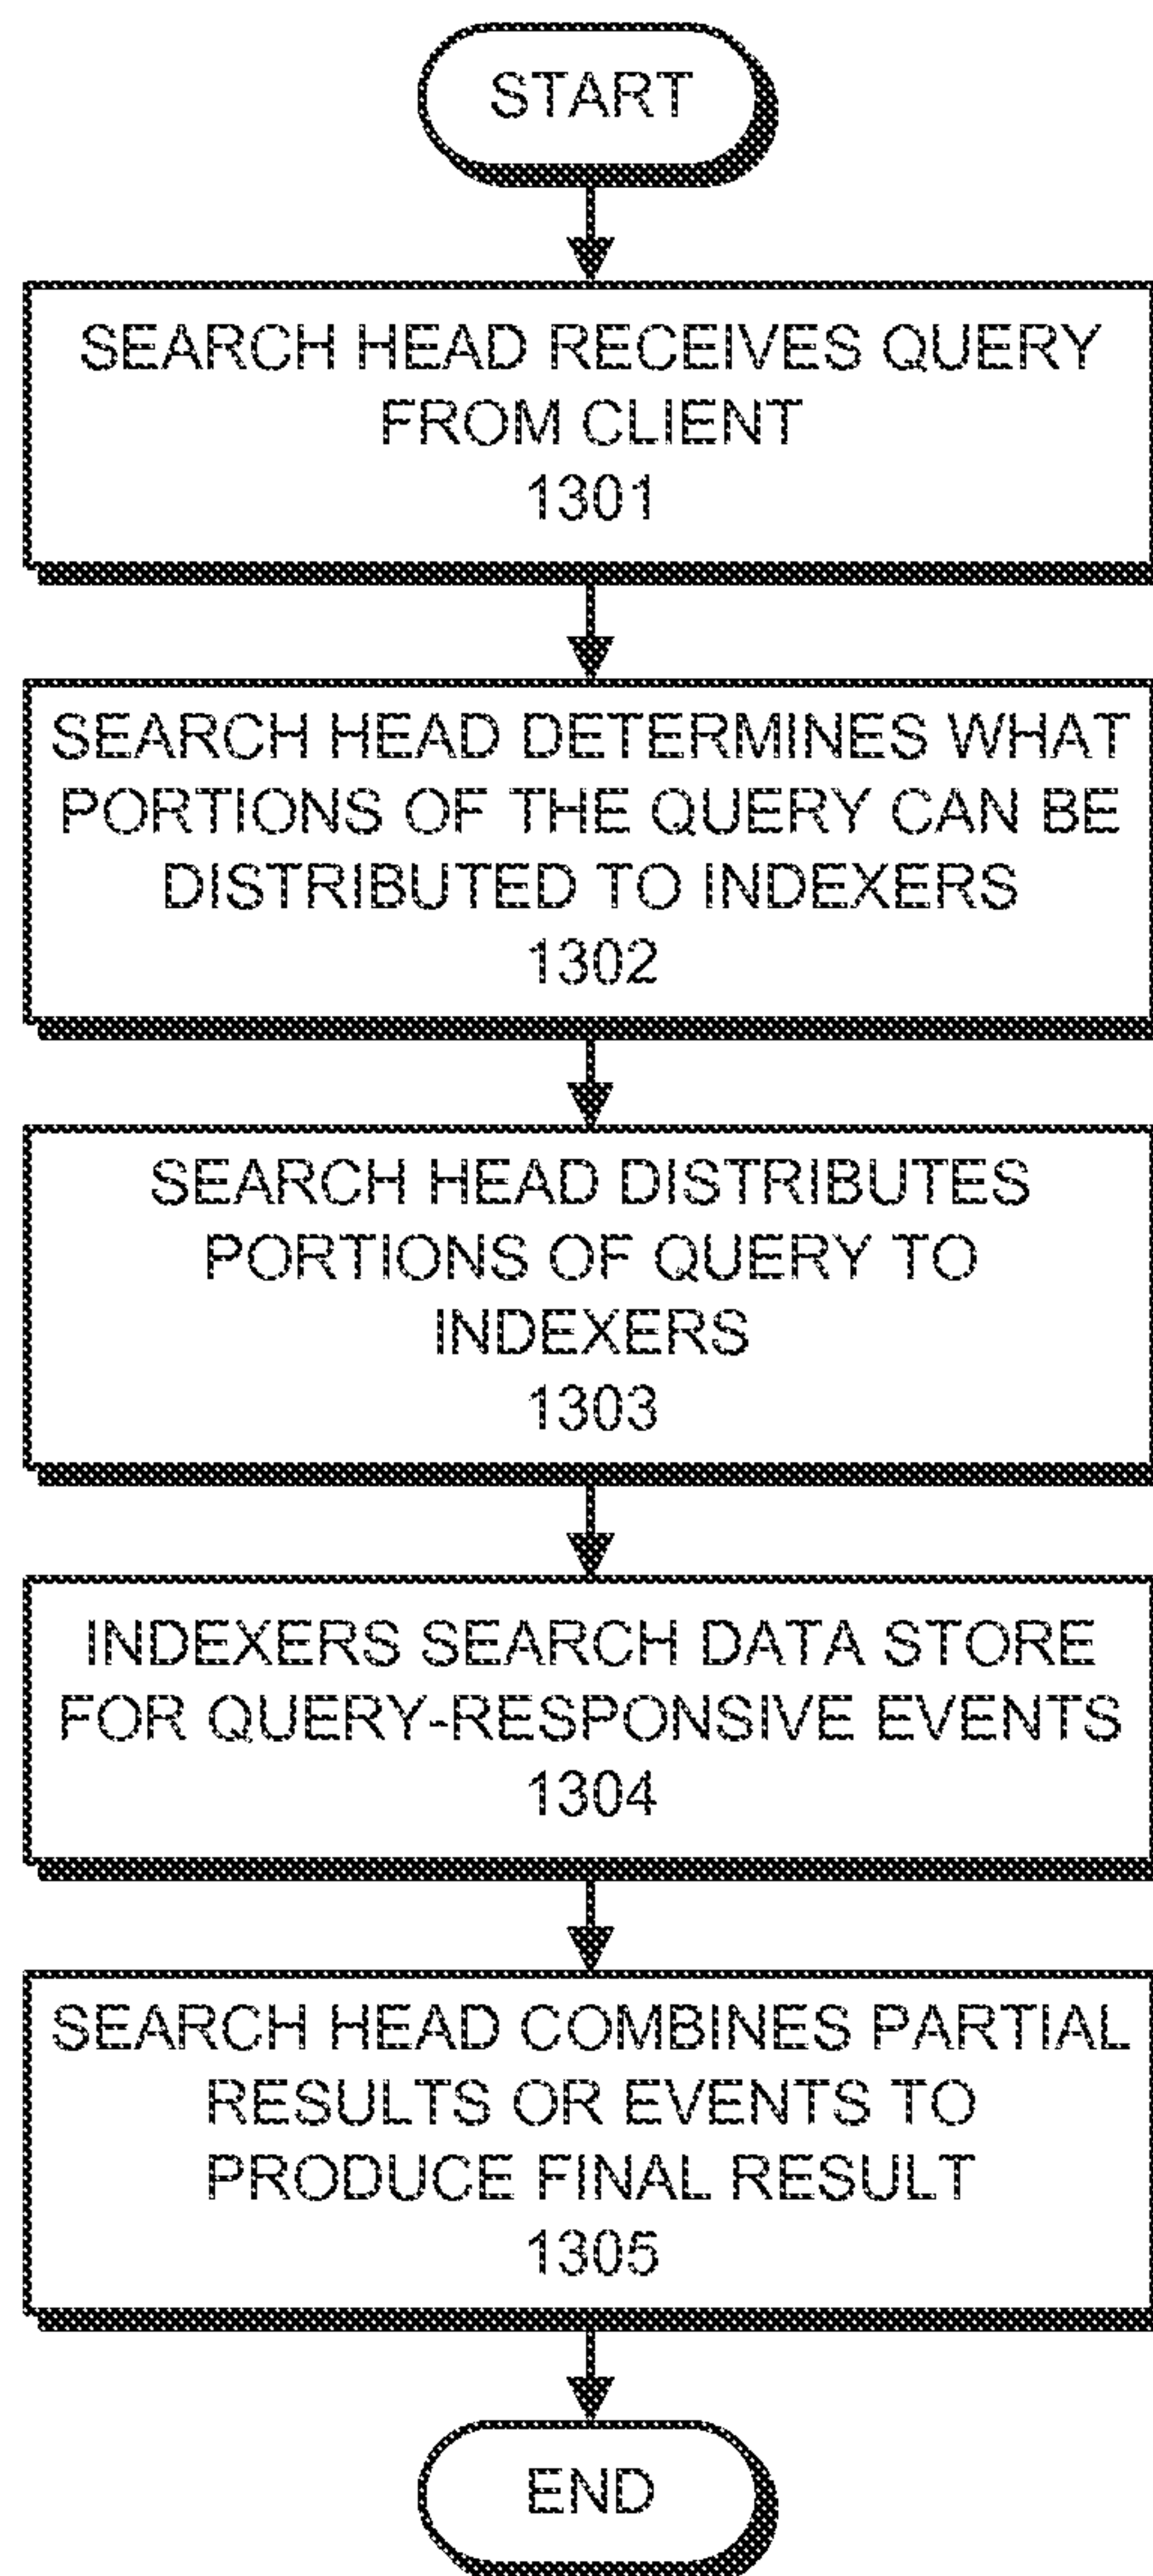 START
SEARCH HEAD RECEIVES QUERY
FROM CLIENT
1301
SEARCH HEAD DETERMINES WHAT
PORTIONS OF THE QUERY CAN BE
DISTRIBUTED TO INDEXERS
1302
SEARCH HEAD DISTRIBUTES
PORTIONS OF QUERY TO
INDEXERS
1303
INDEXERS SEARCH DATA STORE
FOR QUERY-RESPONSIVE EVENTS
1304
SEARCH HEAD COMBINES PARTIAL
RESULTS OR EVENTS TO
PRODUCE FINAL RESULT
1305
END